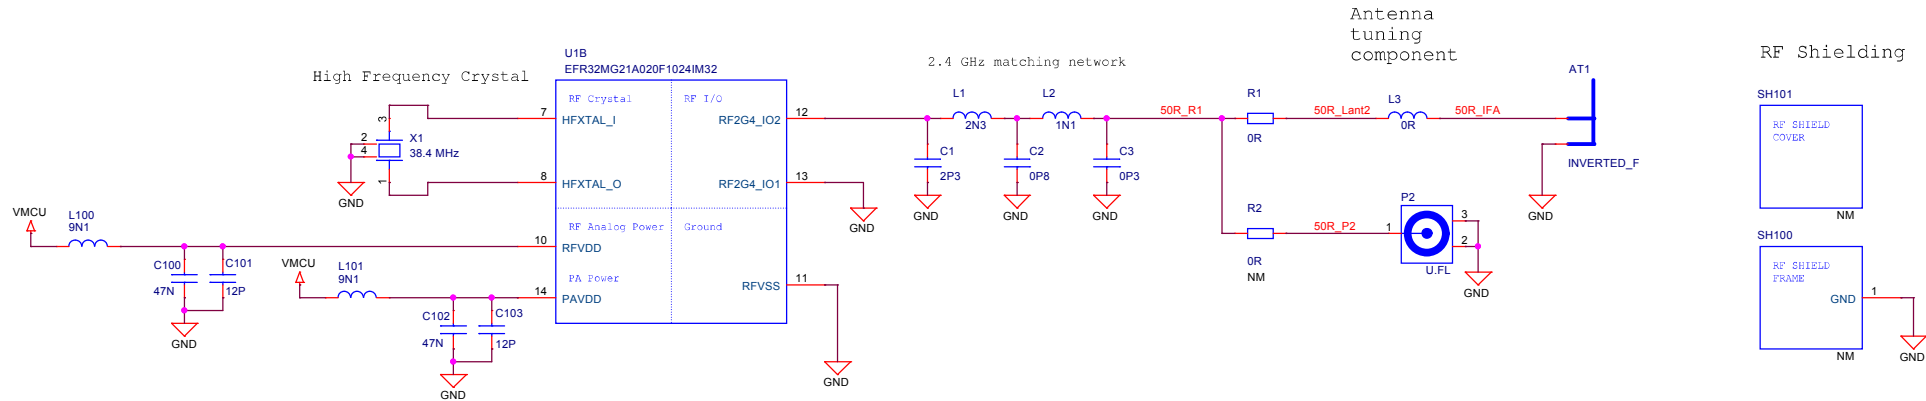 Antenna
tuning
component
RF Shielding
High Frequency Crystal
U1B
EFR32MG21A020F1024IM32
2.4 GHz matching network
AT1
SH101
RF SHIELD
COVER
NM
RF Crystal
RF I/O
7
HFXTAL_I
12
RF2G4_IO2
8
HFXTAL_O
13
RF2G4_IO1
GND
RF Analog Power
Ground
10
RFVDD
PA Power
14
PAVDD
11
RFVSS
GND
3
2
4
1
X1
38.4 MHz
GND
VMCU
L100
9N1
C100
47N
C101
12P
GND
VMCU
L101
9N1
C102
47N
C103
12P
GND
L1
2N3
L2
1N1
C1
2P3
GND
C2
0P8
GND
C3
0P3
GND
50R_R1
R1
0R
50R_Lant2
L3
0R
50R_IFA
INVERTED_F
GND
R2
0R
NM
50R_P2
P2
1
3
2
U.FL
GND
SH100
RF SHIELD
FRAME
GND
1
NM
GND